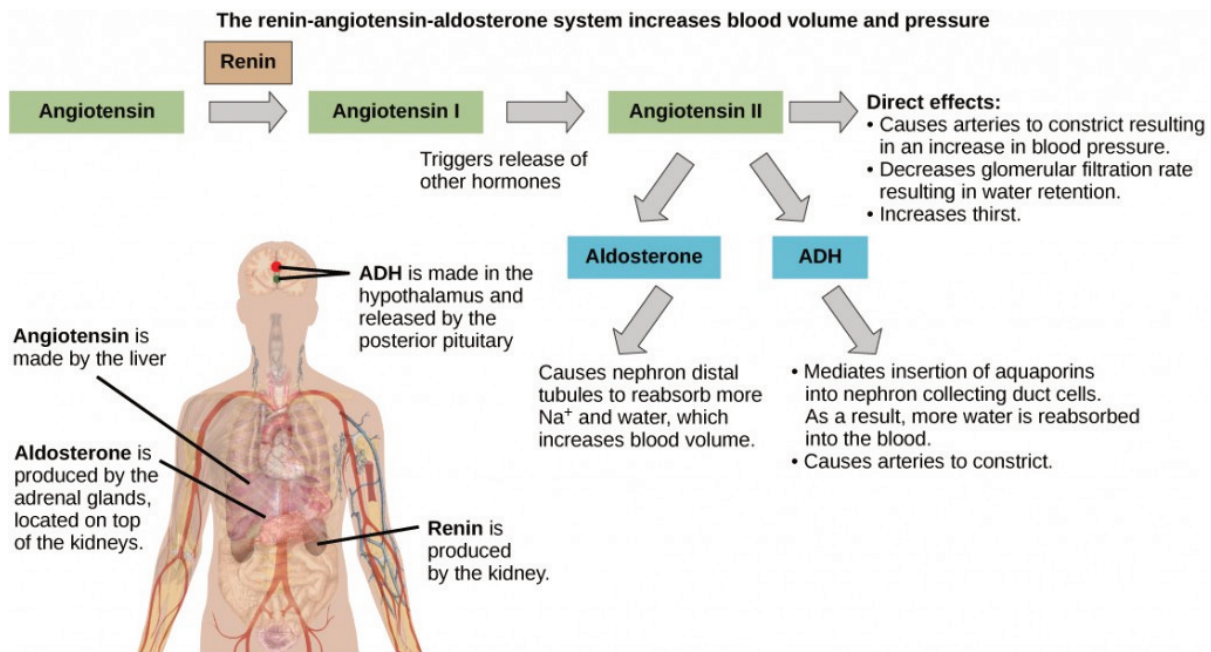 The renin-angiotensin-aldosterone system increases blood volume and pressure
Renin
Angiotensin
Angiotensin I
Angiotensin II
Direct effects:
• Causes arteries to constrict resulting
in an increase in blood pressure.
• Decreases glomerular filtration rate
resulting in water retention.
• Increases thirst.
Triggers release of
other hormones
Aldosterone
ADH
ADH is made in the
hypothalamus and
released by the
posterior pituitary
Angiotensin is
made by the liver
Aldosterone is
produced by the
adrenal glands,
located on top
of the kidneys.
Renin is
produced
by the kidney.
Causes nephron distal
tubules to reabsorb more
Na⁺ and water, which
increases blood volume.
• Mediates insertion of aquaporins
into nephron collecting duct cells.
As a result, more water is reabsorbed
into the blood.
• Causes arteries to constrict.